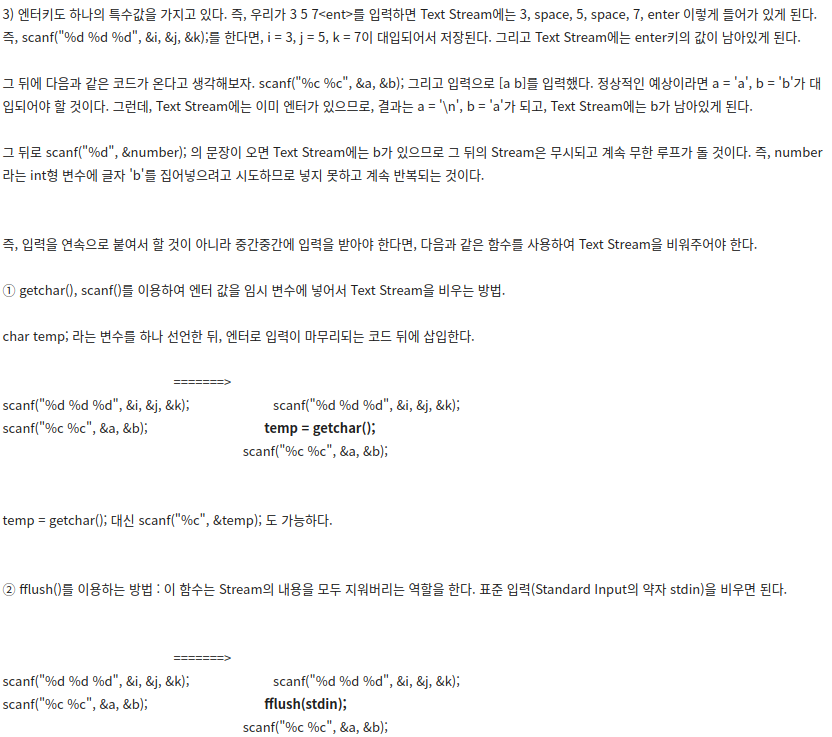 3) 엔터키도 하나의 특수값을 가지고 있다. 즉, 우리가 3 5 7<ent>를 입력하면 Text Stream에는 3, space, 5, space, 7, enter 이렇게 들어가 있게 된다.
즉, scanf("%d %d %d", &i, &j, &k);를 한다면, i = 3, j = 5, k = 7이 대입되어서 저장된다. 그리고 Text Stream에는 enter키의 값이 남아있게 된다.
그 뒤에 다음과 같은 코드가 온다고 생각해보자. scanf("%c %c", &a, &b); 그리고 입력으로 [a b]를 입력했다. 정상적인 예상이라면 a = 'a', b = 'b'가 대
입되어야 할 것이다. 그런데, Text Stream에는 이미 엔터가 있으므로, 결과는 a = '\n', b = 'a'가 되고, Text Stream에는 b가 남아있게 된다.
그 뒤로 scanf("%d", &number); 의 문장이 오면 Text Stream에는 b가 있으므로 그 뒤의 Stream은 무시되고 계속 무한 루프가 돌 것이다. 즉, number
라는 int형 변수에 글자 'b'를 집어넣으려고 시도하므로 넣지 못하고 계속 반복되는 것이다.
즉, 입력을 연속으로 붙여서 할 것이 아니라 중간중간에 입력을 받아야 한다면, 다음과 같은 함수를 사용하여 Text Stream을 비워주어야 한다.
① getchar(), scanf()를 이용하여 엔터 값을 임시 변수에 넣어서 Text Stream을 비우는 방법.
char temp; 라는 변수를 하나 선언한 뒤, 엔터로 입력이 마무리되는 코드 뒤에 삽입한다.
=======>
scanf("%d %d %d", &i, &j, &k); scanf("%d %d %d", &i, &j, &k);
scanf("%c %c", &a, &b); temp = getchar();
scanf("%c %c", &a, &b);
temp = getchar(); 대신 scanf("%c", &temp); 도 가능하다.
② fflush()를 이용하는 방법 : 이 함수는 Stream의 내용을 모두 지워버리는 역할을 한다. 표준 입력(Standard Input의 약자 stdin)을 비우면 된다.
=======>
scanf("%d %d %d", &i, &j, &k); scanf("%d %d %d", &i, &j, &k);
scanf("%c %c", &a, &b); fflush(stdin);
scanf("%c %c", &a, &b);